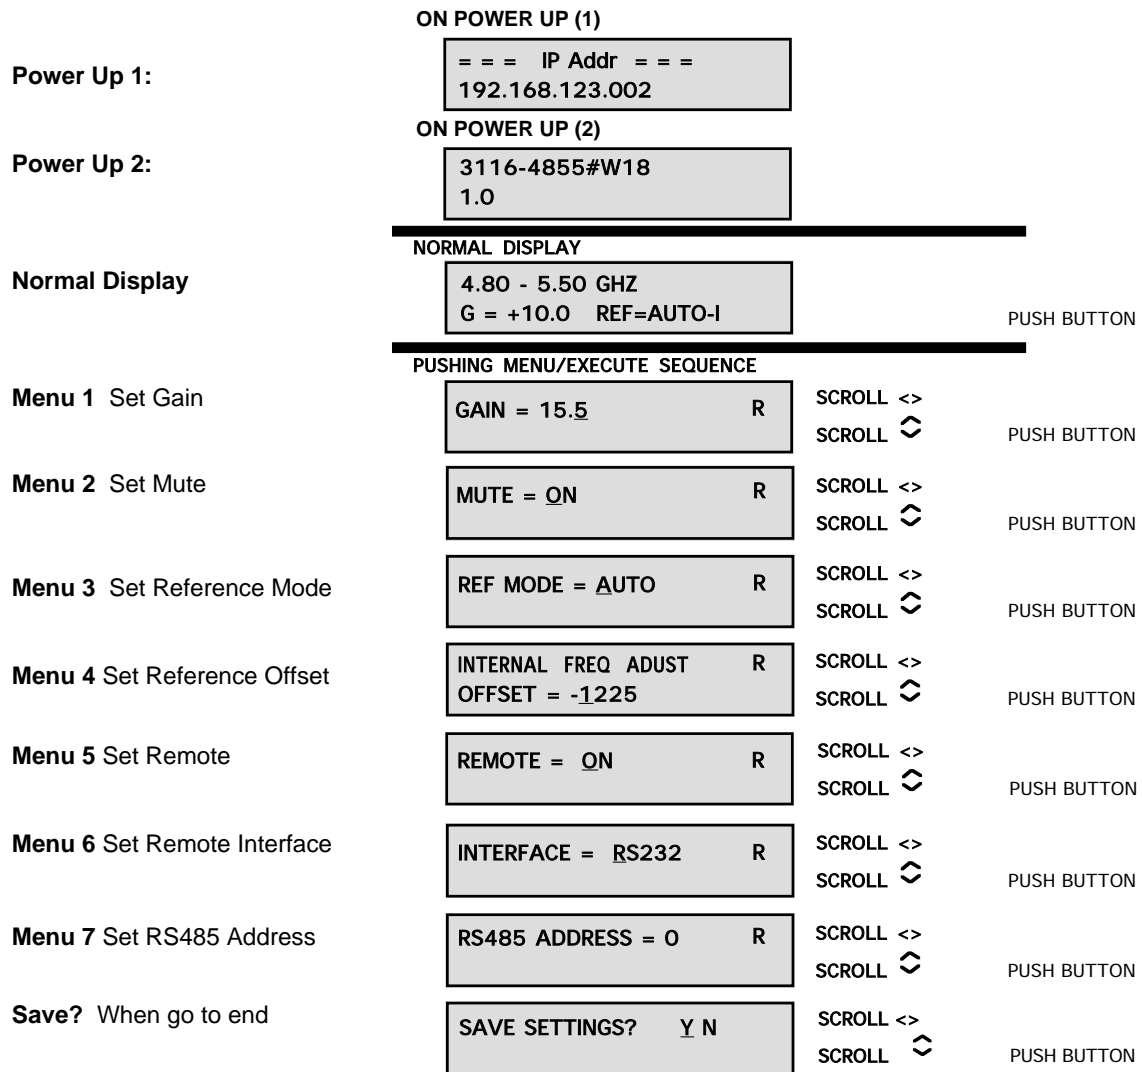 ON POWER UP (1)
Power Up 1:
= = = IP Addr = = =
192.168.123.002
ON POWER UP (2)
Power Up 2:
3116-4855#W18
1.0
NORMAL DISPLAY
Normal Display
4.80 - 5.50 GHZ
G = +10.0 REF=AUTO-I
PUSH BUTTON
PUSHING MENU/EXECUTE SEQUENCE
Menu 1 Set Gain
GAIN = 15.5 R
SCROLL <>
SCROLL
PUSH BUTTON
Menu 2 Set Mute
MUTE = ON R
SCROLL <>
SCROLL
PUSH BUTTON
Menu 3 Set Reference Mode
REF MODE = AUTO R
SCROLL <>
SCROLL
PUSH BUTTON
Menu 4 Set Reference Offset
INTERNAL FREQ ADUST R
OFFSET = -1225
SCROLL <>
SCROLL
PUSH BUTTON
Menu 5 Set Remote
REMOTE = ON R
SCROLL <>
SCROLL
PUSH BUTTON
Menu 6 Set Remote Interface
INTERFACE = RS232 R
SCROLL <>
SCROLL
PUSH BUTTON
Menu 7 Set RS485 Address
RS485 ADDRESS = 0 R
SCROLL <>
SCROLL
PUSH BUTTON
Save? When go to end
SAVE SETTINGS? Y N
SCROLL <>
SCROLL
PUSH BUTTON